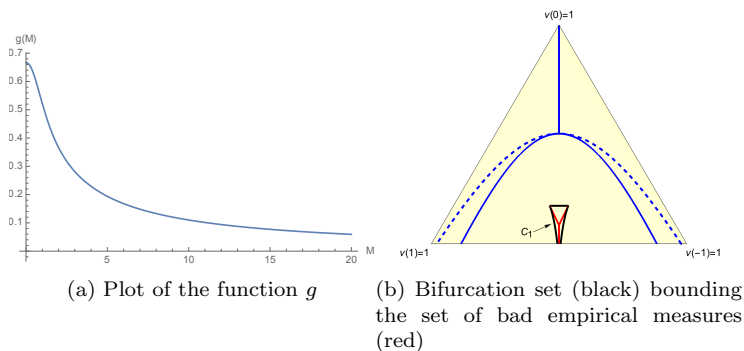 g(M)
0.7
0.6
0.5
0.4
0.3
0.2
0.1
5
10
15
20
M
(a) Plot of the function g
v(0)=1
C1
v(1)=1
v(-1)=1
(b) Bifurcation set (black) bounding
the set of bad empirical measures
(red)